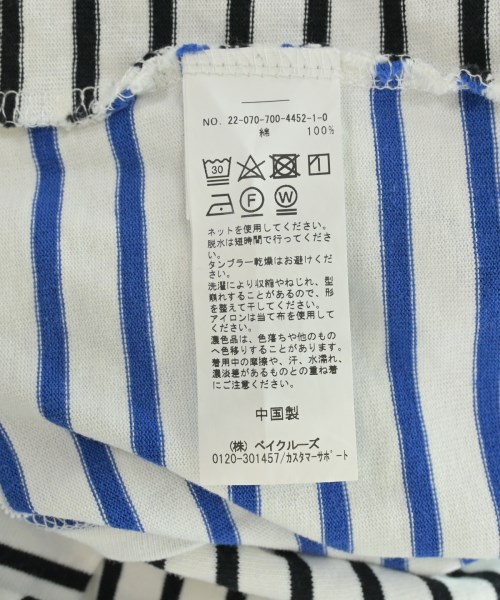 NO. 22-070-700-4452-1-0
綿 100%
30
F W
ネットを使用してください。
脱水は短時間で行ってください。
タンブラー乾燥はお避けください。
洗濯により収縮やねじれ、型
崩れすることがあるので、形
を整えて干してください。
アイロンは当て布を使用して
ください。
濃色品は、色落ちや他のもの
へ色移りすることがあります。
着用中の摩擦や、汗、水濡れ、
濃淡差があるものとの重ね着
にご注意ください。
中国製
(株) ベイクルーズ
0120-301457/カスタマーサポート